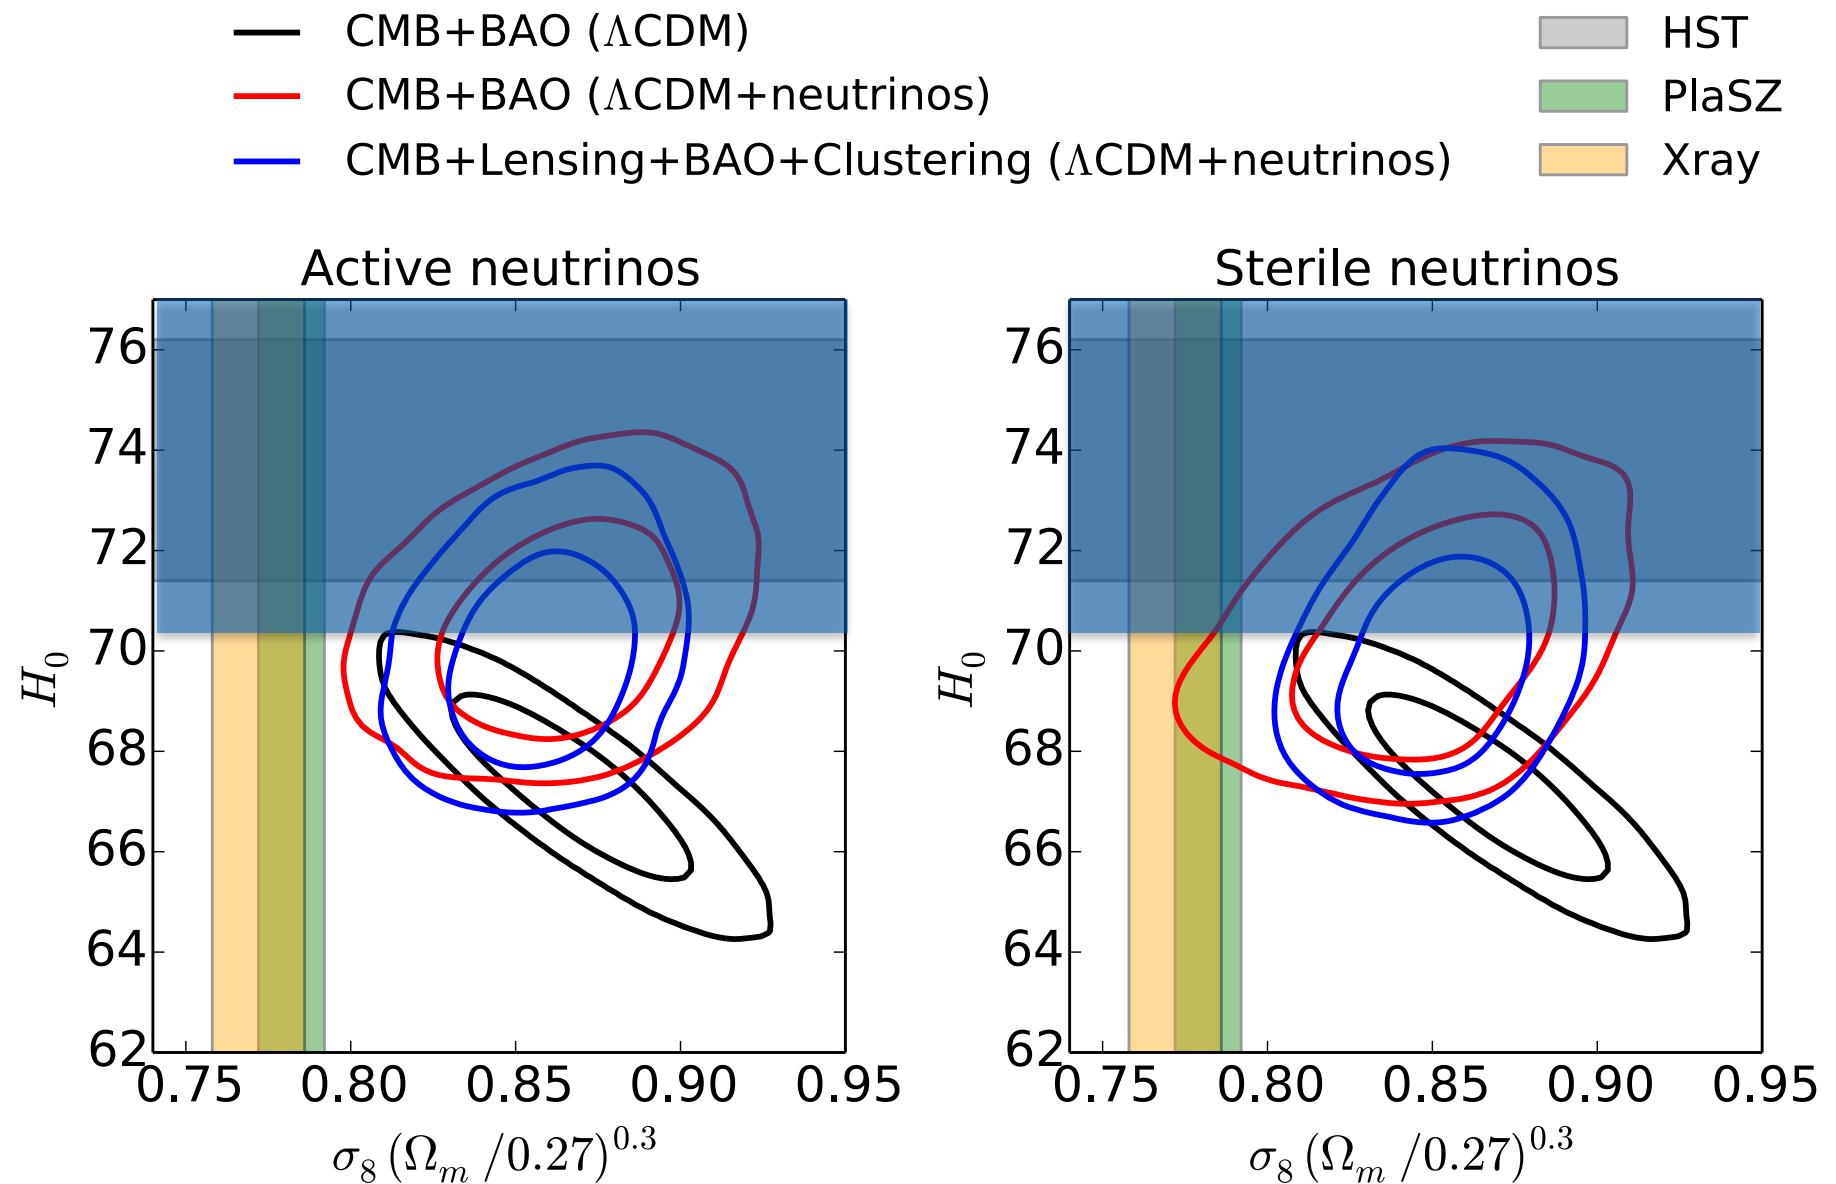 CMB+BAO (ΛCDM)
CMB+BAO (ΛCDM+neutrinos)
CMB+Lensing+BAO+Clustering (ΛCDM+neutrinos)
HST
PlaSZ
Xray
Active neutrinos
76
74
72
70
68
66
64
62
H₀
0.75 0.80 0.85 0.90 0.95
σ₈ (Ωₘ /0.27)⁰·³
Sterile neutrinos
76
74
72
70
68
66
64
62
H₀
0.75 0.80 0.85 0.90 0.95
σ₈ (Ωₘ /0.27)⁰·³